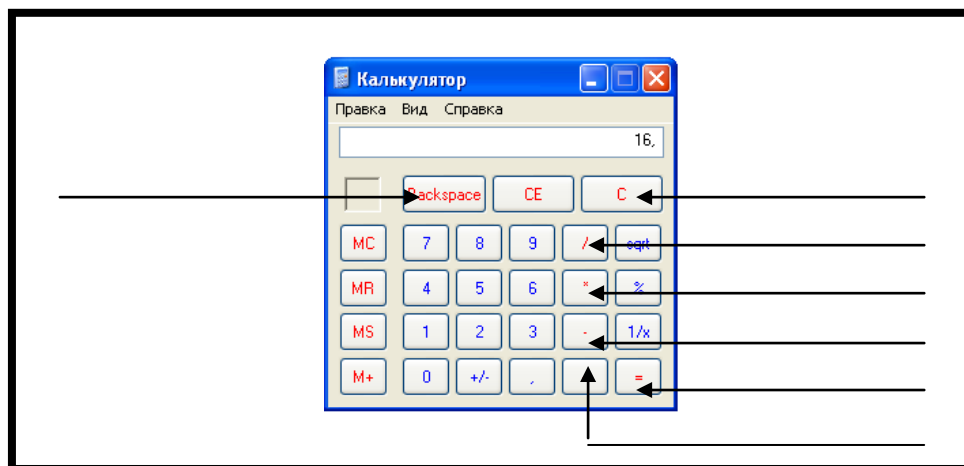 Калькулятор
Правка Вид Справка
16,
Backspace CE C
MC 7 8 9 / sqrt
MR 4 5 6 * %
MS 1 2 3 - 1/x
M+ 0 +/- , =